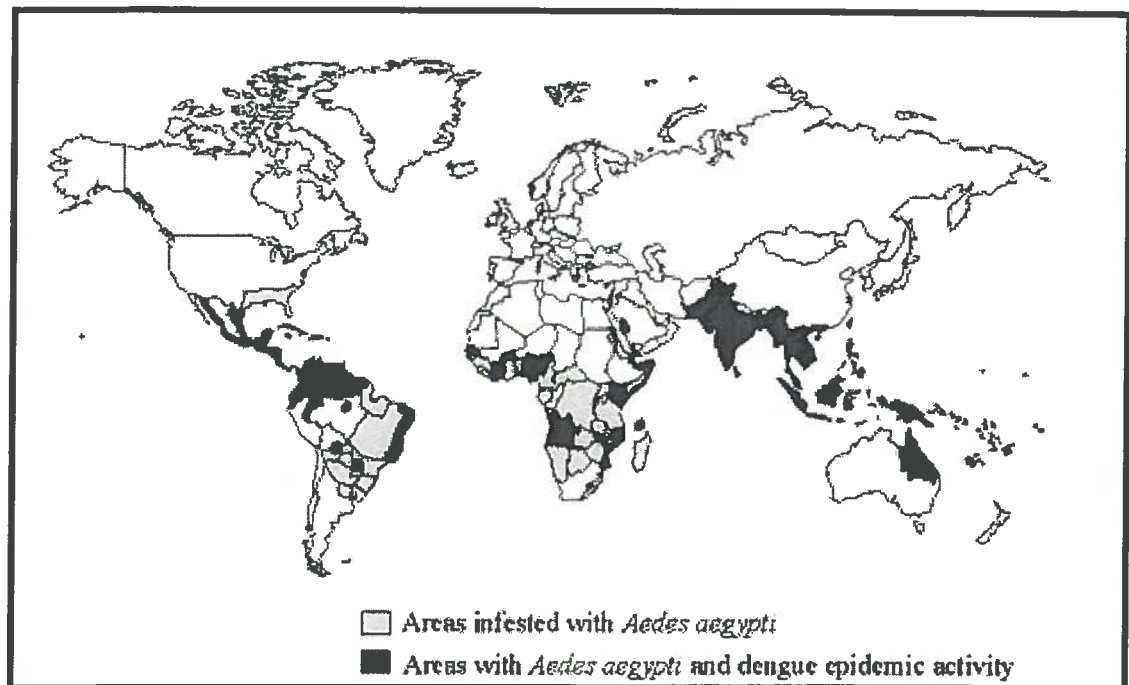 Areas infested with Aedes aegypti
Areas with Aedes aegypti and dengue epidemic activity